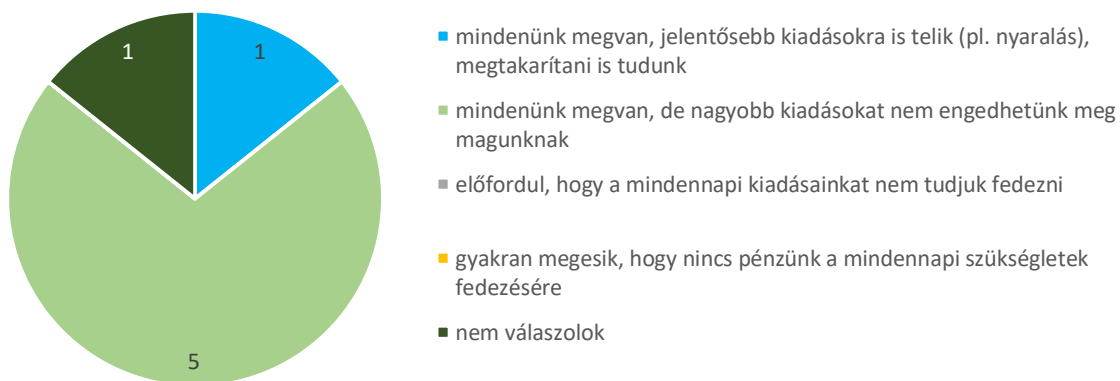 1
1
5
mindenünk megvan, jelentősebb kiadásokra is telik (pl. nyaralás),
megtakarítani is tudunk
mindenünk megvan, de nagyobb kiadásokat nem engedhetünk meg
magunknak
előfordul, hogy a mindennapi kiadásainkat nem tudjuk fedezni
gyakran megesik, hogy nincs pénzünk a mindennapi szükségletek
fedezésére
nem válaszolok